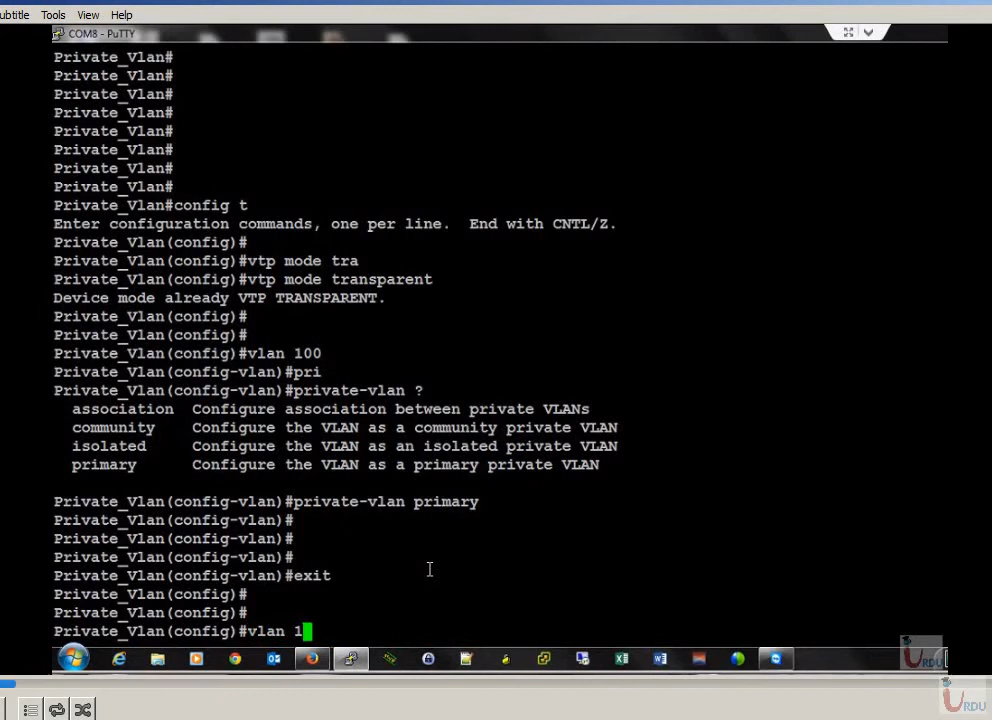 ubtitle Tools View Help
COM8 - PuTTY
Private_Vlan#
Private_Vlan#
Private_Vlan#
Private_Vlan#
Private_Vlan#
Private_Vlan#
Private_Vlan#
Private_Vlan#
Private_Vlan#config t
Enter configuration commands, one per line.  End with CNTL/Z.
Private_Vlan(config)#
Private_Vlan(config)#vtp mode tra
Private_Vlan(config)#vtp mode transparent
Device mode already VTP TRANSPARENT.
Private_Vlan(config)#
Private_Vlan(config)#
Private_Vlan(config)#vlan 100
Private_Vlan(config-vlan)#pri
Private_Vlan(config-vlan)#private-vlan ?
association  Configure association between private VLANs
community    Configure the VLAN as a community private VLAN
isolated     Configure the VLAN as an isolated private VLAN
primary      Configure the VLAN as a primary private VLAN
Private_Vlan(config-vlan)#private-vlan primary
Private_Vlan(config-vlan)#
Private_Vlan(config-vlan)#
Private_Vlan(config-vlan)#
Private_Vlan(config-vlan)#exit
Private_Vlan(config)#
Private_Vlan(config)#
Private_Vlan(config)#vlan 1
URDU
URDU